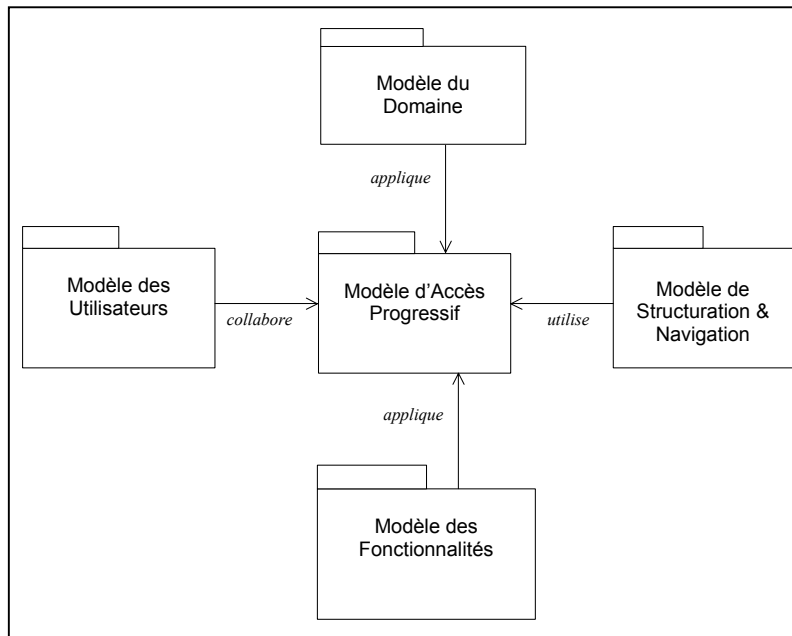 Modèle du
Domaine
applique
Modèle des
Utilisateurs
collabore
Modèle d'Accès
Progressif
utilise
Modèle de
Structuration &
Navigation
applique
Modèle des
Fonctionnalités